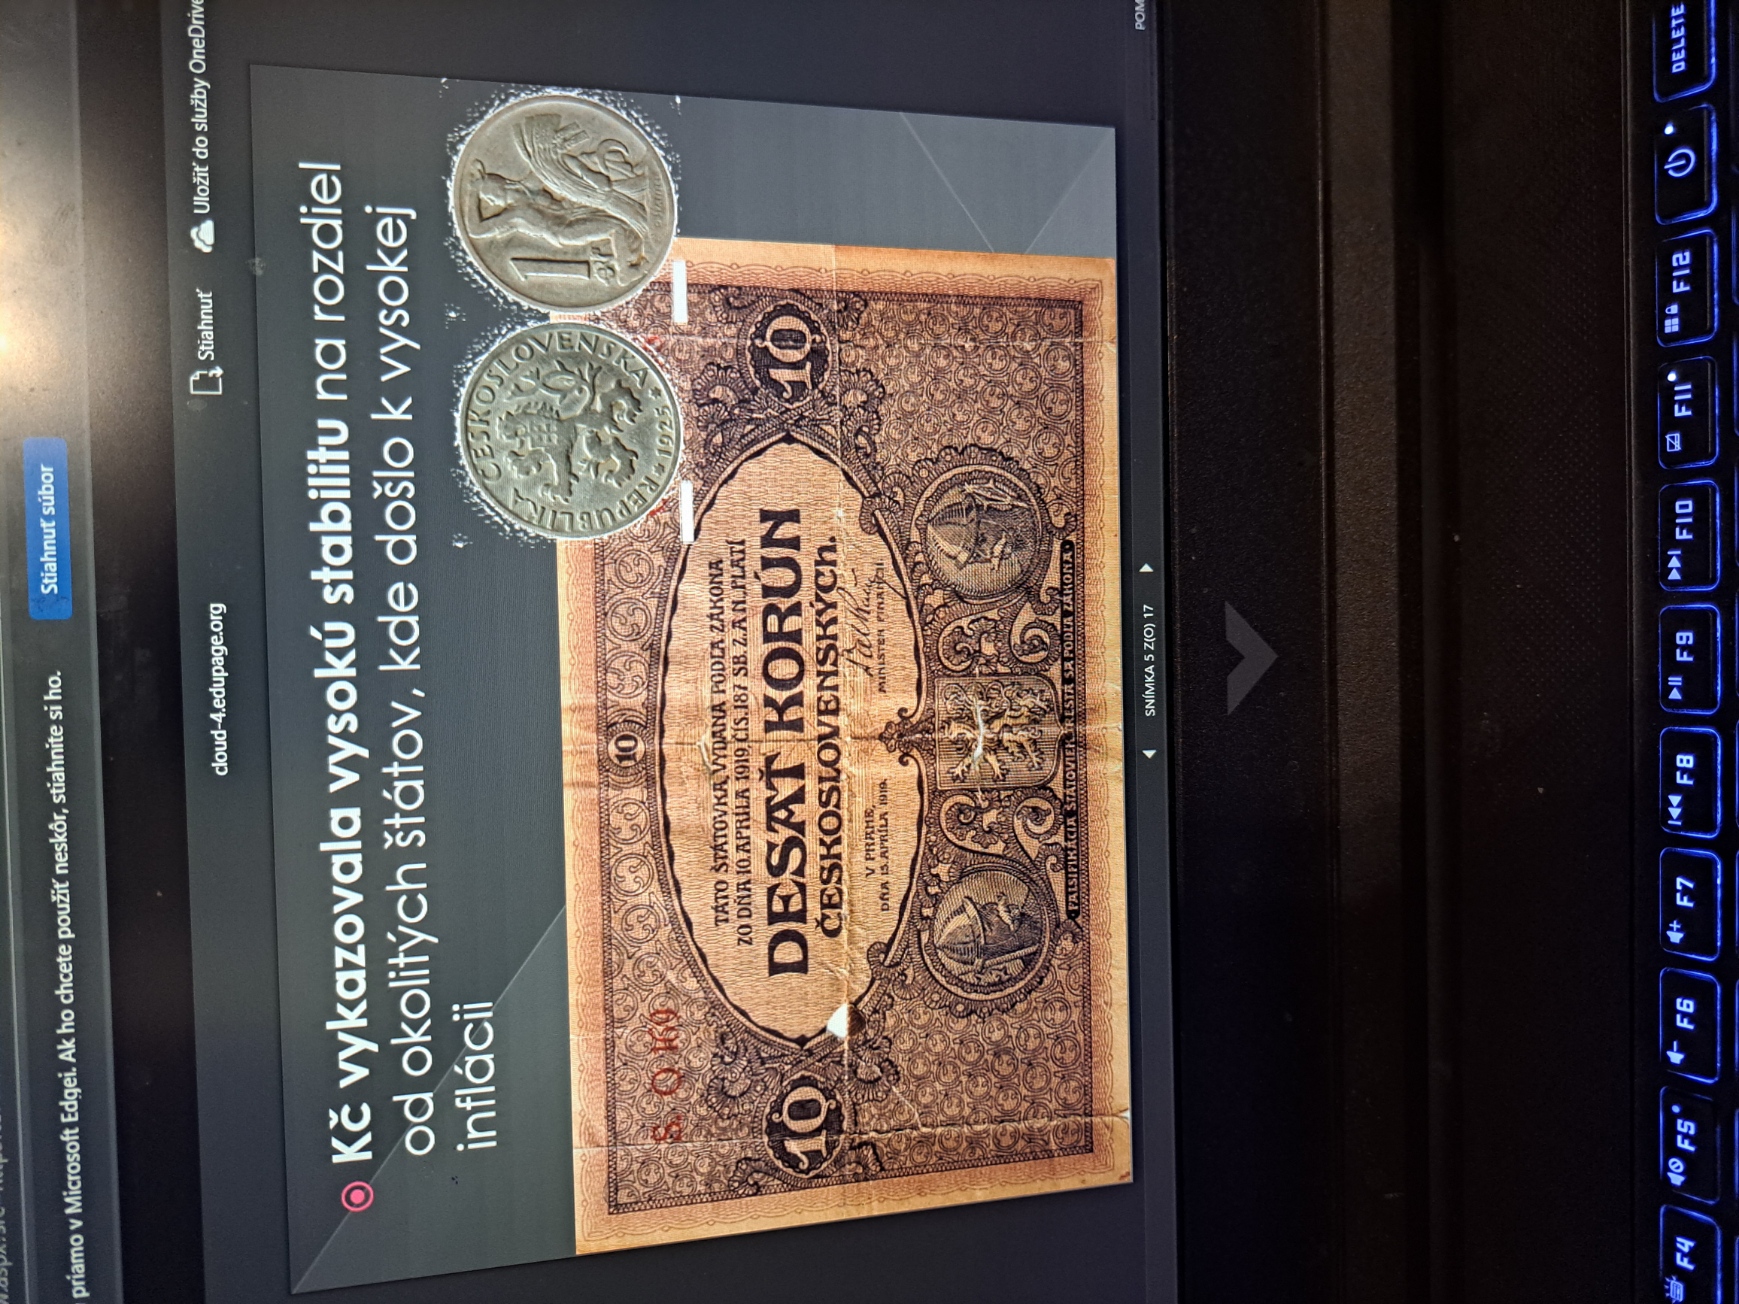 priamo v Microsoft Edgei. Ak ho chcete použiť neskôr, stiahnite si ho.
Stiahnuť súbor
cloud-4.edupage.org
Stiahnuť
Uložiť do služby OneDrive
Kč vykazovala vysokú stabilitu na rozdiel
od okolitých štátov, kde došlo k vysokej
inflácii
REPUBLIKA ČESKOSLOVENSKA
* 1925 *
1
Kč
10
S. O 169
TÁTO ŠTÁTOVKA VYDANÁ PODĽA ZÁKONA
ZO DŇA 10. APRÍLA 1919 ČÍS. 187 SB. Z. A N. PLATÍ
10
DESAŤ KORÚN
10
ČESKOSLOVENSKÝCh.
V PRAHE,
DŇA 15. APRÍLA 1919.
MINISTER FINANCIÍ.
FALSIFIKÁCIA ŠTÁTOVIEK TRESTÁ SA PODĽA ZÁKONA
SNÍMKA 5 Z(O) 17
POM
F4
F5
F6
F7
F8
F9
F10
F11
F12
DELETE